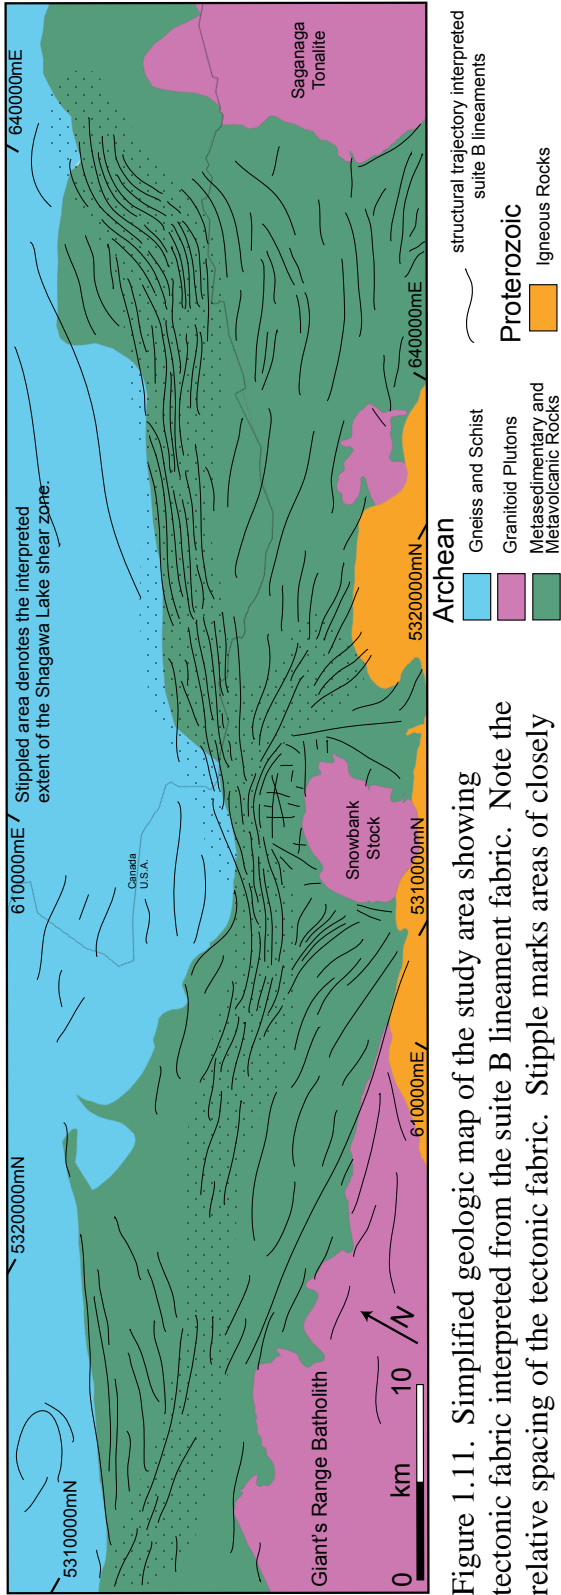 5310000mN
5320000mN
610000mE
640000mE
Stippled area denotes the interpreted
extent of the Shagawa Lake shear zone.
Canada
U.S.A.
Saganaga
Tonalite
Snowbank
Stock
Giant's Range Batholith
N
0 km 10
610000mE
5310000mN
5320000mN
640000mE
Archean
Gneiss and Schist
Granitoid Plutons
Metasedimentary and
Metavolcanic Rocks
structural trajectory interpreted
suite B lineaments
Proterozoic
Igneous Rocks
Figure 1.11. Simplified geologic map of the study area showing
tectonic fabric interpreted from the suite B lineament fabric. Note the
relative spacing of the tectonic fabric. Stipple marks areas of closely